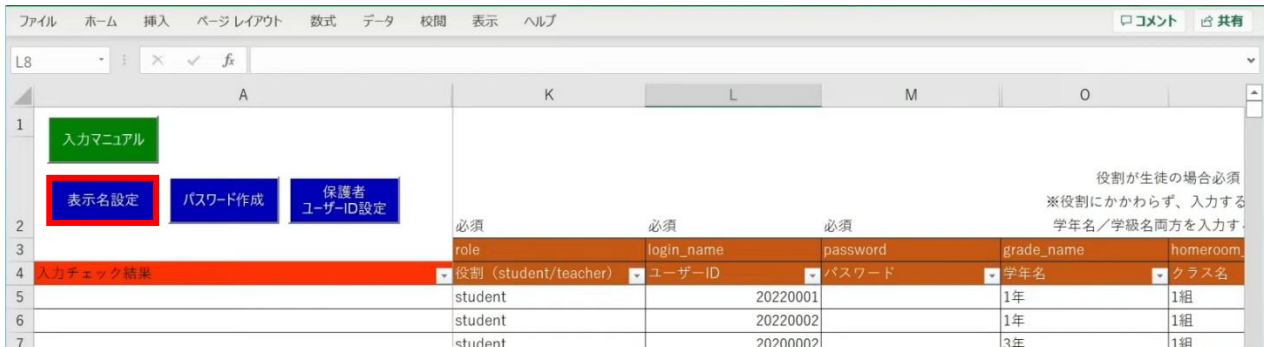 ファイル ホーム 挿入 ページ レイアウト 数式 データ 校閲 表示 ヘルプ コメント 共有
L8 fx
A K L M O
1
入力マニュアル
役割が生徒の場合必須
表示名設定 パスワード作成 保護者
ユーザーID設定
※役割にかかわらず、入力する
2 必須 必須 必須 学年名／学級名両方を入力す
3 role login_name password grade_name homeroom_
4 入力チェック結果 役割（student/teacher） ユーザーID パスワード 学年名 クラス名
5 student 20220001 1年 1組
6 student 20220002 1年 1組
7 student 20200002 3年 1組